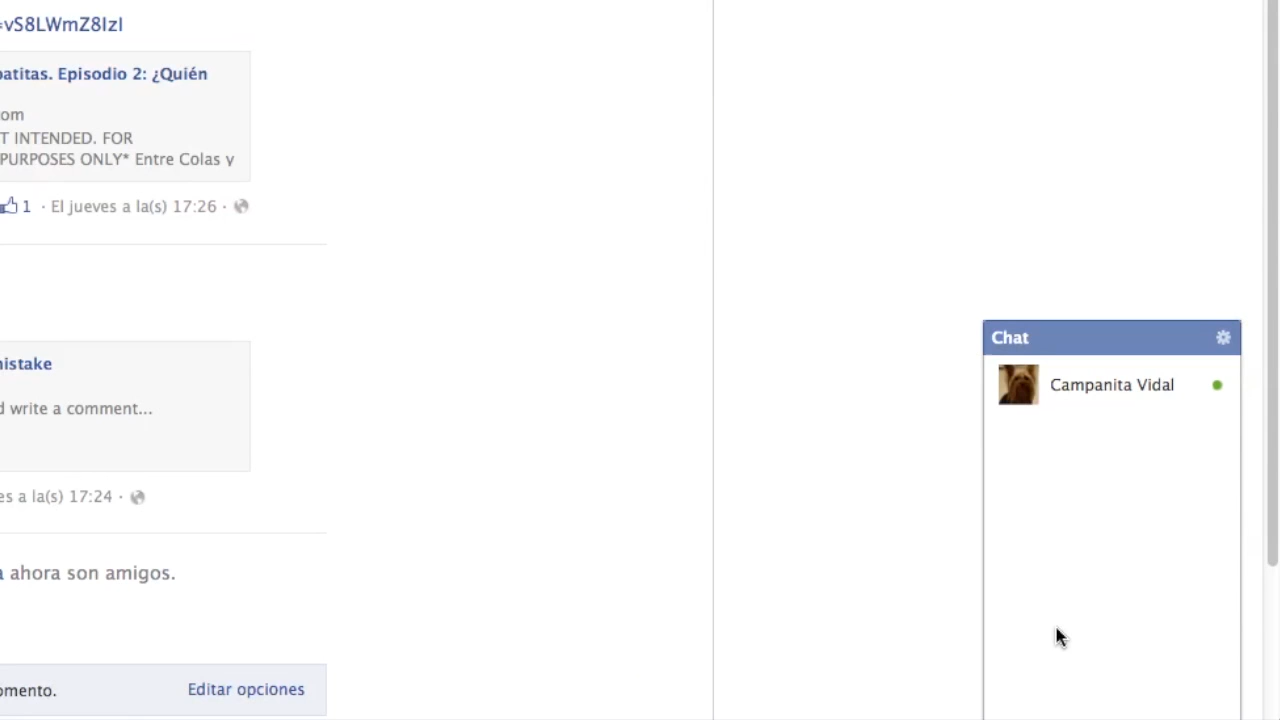 =vS8LWmZ8IzI
patitas. Episodio 2: ¿Quién
om
T INTENDED. FOR
PURPOSES ONLY* Entre Colas y
1 · El jueves a la(s) 17:26 ·
mistake
d write a comment...
es a la(s) 17:24 ·
a ahora son amigos.
omento. Editar opciones
Chat
Campanita Vidal